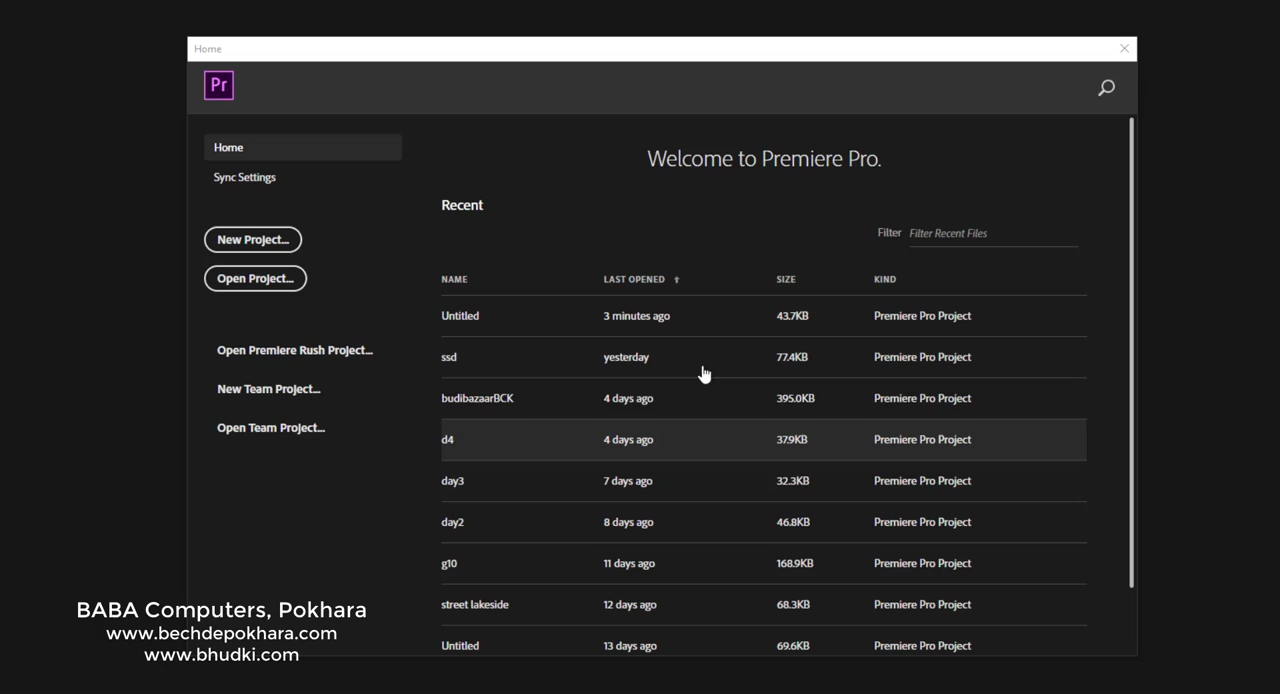 Home
Pr
Home
Sync Settings
New Project...
Open Project...
Open Premiere Rush Project...
New Team Project...
Open Team Project...
Welcome to Premiere Pro.
Recent
Filter Filter Recent Files
NAME LAST OPENED ↑ SIZE KIND
Untitled 3 minutes ago 43.7KB Premiere Pro Project
ssd yesterday 77.4KB Premiere Pro Project
budibazaarBCK 4 days ago 395.0KB Premiere Pro Project
d4 4 days ago 37.9KB Premiere Pro Project
day3 7 days ago 32.3KB Premiere Pro Project
day2 8 days ago 46.8KB Premiere Pro Project
g10 11 days ago 168.9KB Premiere Pro Project
street lakeside 12 days ago 68.3KB Premiere Pro Project
Untitled 13 days ago 69.6KB Premiere Pro Project
BABA Computers, Pokhara
www.bechdepokhara.com
www.bhudki.com